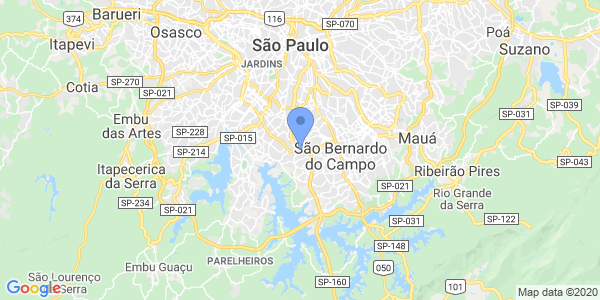 Barueri
374
116
SP-070
Itapevi
Osasco
São Paulo
Poá
Suzano
JARDINS
Cotia
SP-270
SP-021
SP-039
SP-031
Embu
das Artes
SP-228
SP-015
SP-214
São Bernardo
do Campo
Mauá
SP-043
Itapecerica
da Serra
Ribeirão Pires
SP-021
Rio Grande
da Serra
SP-234
SP-021
SP-031
SP-122
SP-148
PARELHEIROS
Embu Guaçu
050
São Lourenço
da Serra
SP-160
101
Google
Map data ©2020